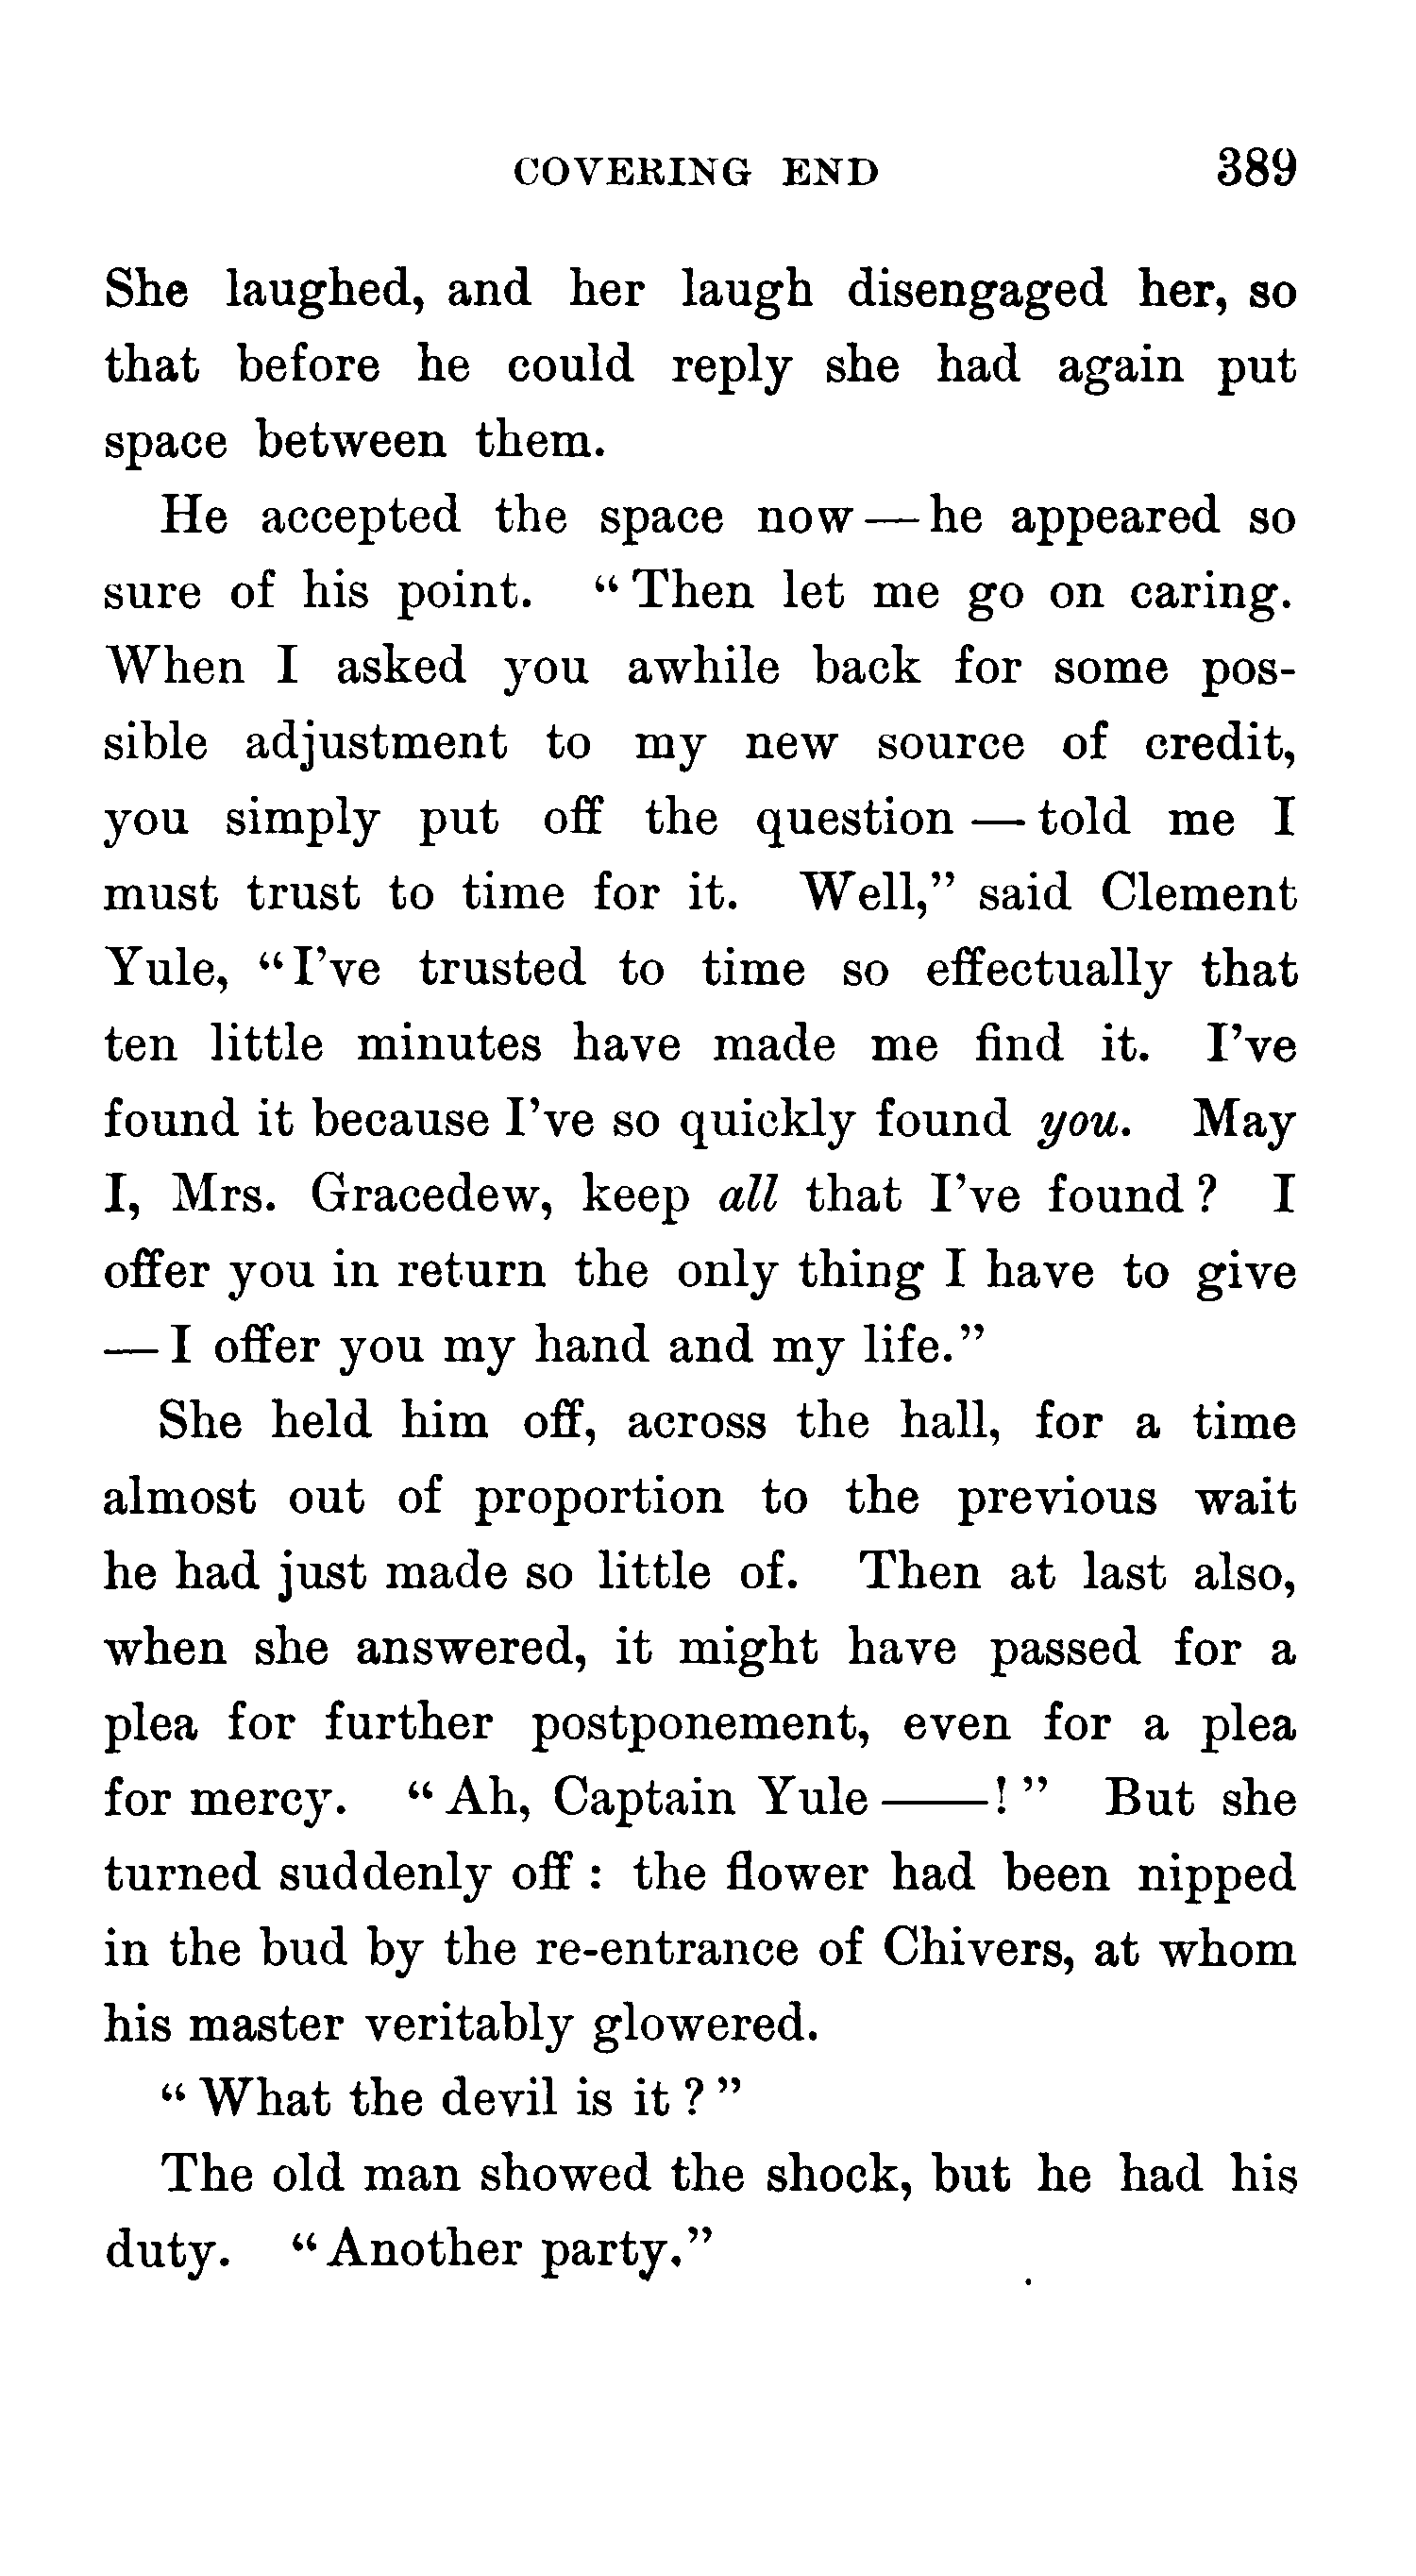 COVERING END 389
She laughed, and her laugh disengaged her, so
that before he could reply she had again put
space between them.
He accepted the space now — he appeared so
sure of his point. “Then let me go on caring.
When I asked you awhile back for some pos-
sible adjustment to my new source of credit,
you simply put off the question — told me I
must trust to time for it. Well,” said Clement
Yule, “I’ve trusted to time so effectually that
ten little minutes have made me find it. I’ve
found it because I’ve so quickly found you. May
I, Mrs. Gracedew, keep all that I’ve found? I
offer you in return the only thing I have to give
— I offer you my hand and my life.”
She held him off, across the hall, for a time
almost out of proportion to the previous wait
he had just made so little of. Then at last also,
when she answered, it might have passed for a
plea for further postponement, even for a plea
for mercy. “Ah, Captain Yule ——!” But she
turned suddenly off: the flower had been nipped
in the bud by the re-entrance of Chivers, at whom
his master veritably glowered.
“What the devil is it?”
The old man showed the shock, but he had his
duty. “Another party.”